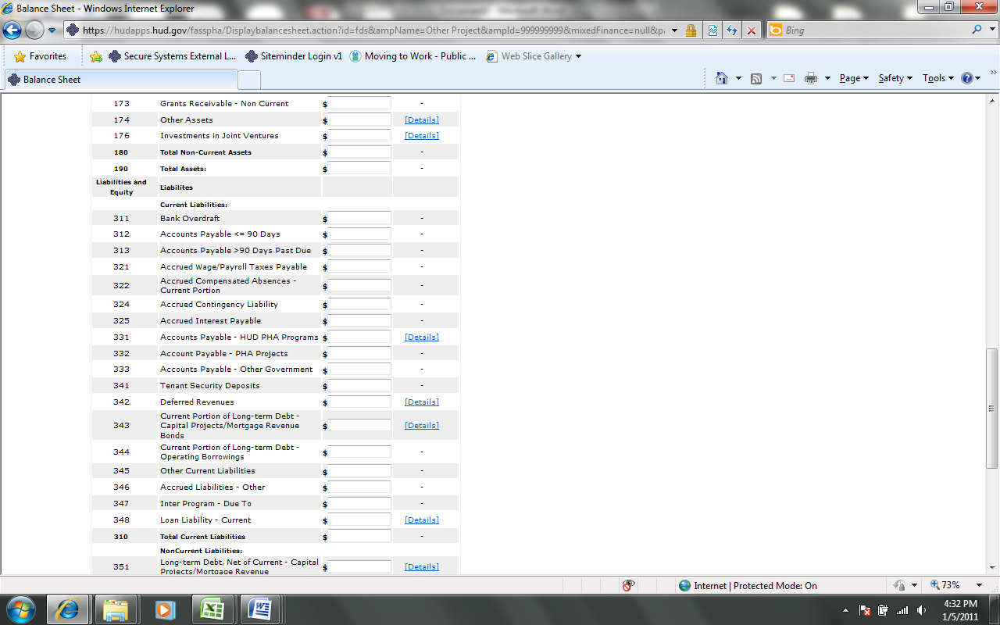 Balance Sheet - Windows Internet Explorer
https://hudapps.hud.gov/fasspha/Displaybalancesheet.action?id=fds&ampName=Other Project&ampId=999999999&mixedFinance=null&p
Bing
Favorites
Secure Systems External L...
Siteminder Login v1
Moving to Work - Public ...
Web Slice Gallery
Balance Sheet
Page
Safety
Tools
173 Grants Receivable - Non Current $ -
174 Other Assets $ [Details]
176 Investments in Joint Ventures $ [Details]
180 Total Non-Current Assets $ -
190 Total Assets: $ -
Liabilities and Equity Liabilites
Current Liabilities:
311 Bank Overdraft $ -
312 Accounts Payable <= 90 Days $ -
313 Accounts Payable >90 Days Past Due $ -
321 Accrued Wage/Payroll Taxes Payable $ -
322 Accrued Compensated Absences -
Current Portion $ -
324 Accrued Contingency Liability $ -
325 Accrued Interest Payable $ -
331 Accounts Payable - HUD PHA Programs $ [Details]
332 Account Payable - PHA Projects $ -
333 Accounts Payable - Other Government $ -
341 Tenant Security Deposits $ -
342 Deferred Revenues $ [Details]
343 Current Portion of Long-term Debt -
Capital Projects/Mortgage Revenue
Bonds $ [Details]
344 Current Portion of Long-term Debt -
Operating Borrowings $ -
345 Other Current Liabilities $ -
346 Accrued Liabilities - Other $ -
347 Inter Program - Due To $ -
348 Loan Liability - Current $ [Details]
310 Total Current Liabilities $ -
NonCurrent Liabilities:
351 Long-term Debt, Net of Current - Capital
Projects/Mortgage Revenue $ [Details]
Internet | Protected Mode: On
73%
4:32 PM
1/5/2011